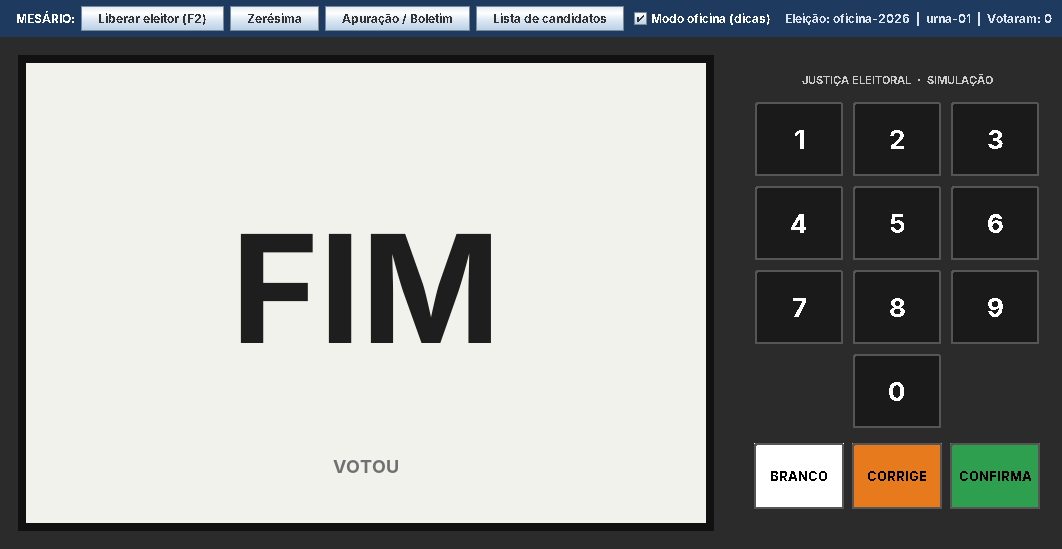 MESÁRIO: Liberar eleitor (F2) Zerésima Apuração / Boletim Lista de candidatos Modo oficina (dicas) Eleição: oficina-2026 | urna-01 | Votaram: 0
JUSTIÇA ELEITORAL · SIMULAÇÃO
1 2 3
4 5 6
7 8 9
0
BRANCO CORRIGE CONFIRMA
FIM
VOTOU